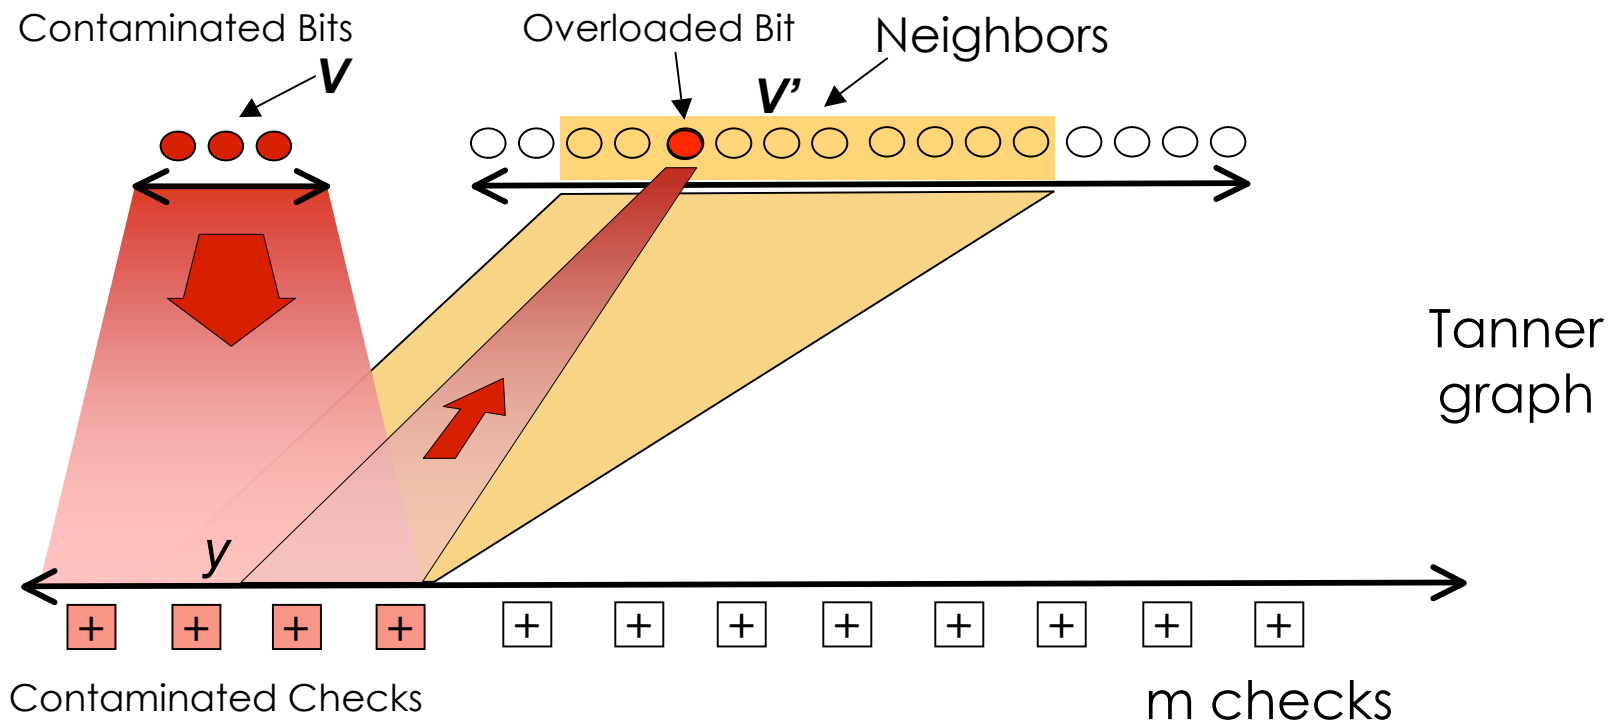 Contaminated Bits
V
Overloaded Bit
Neighbors
V’
Tanner
graph
y
+ + + + + + + + + + + +
Contaminated Checks
m checks